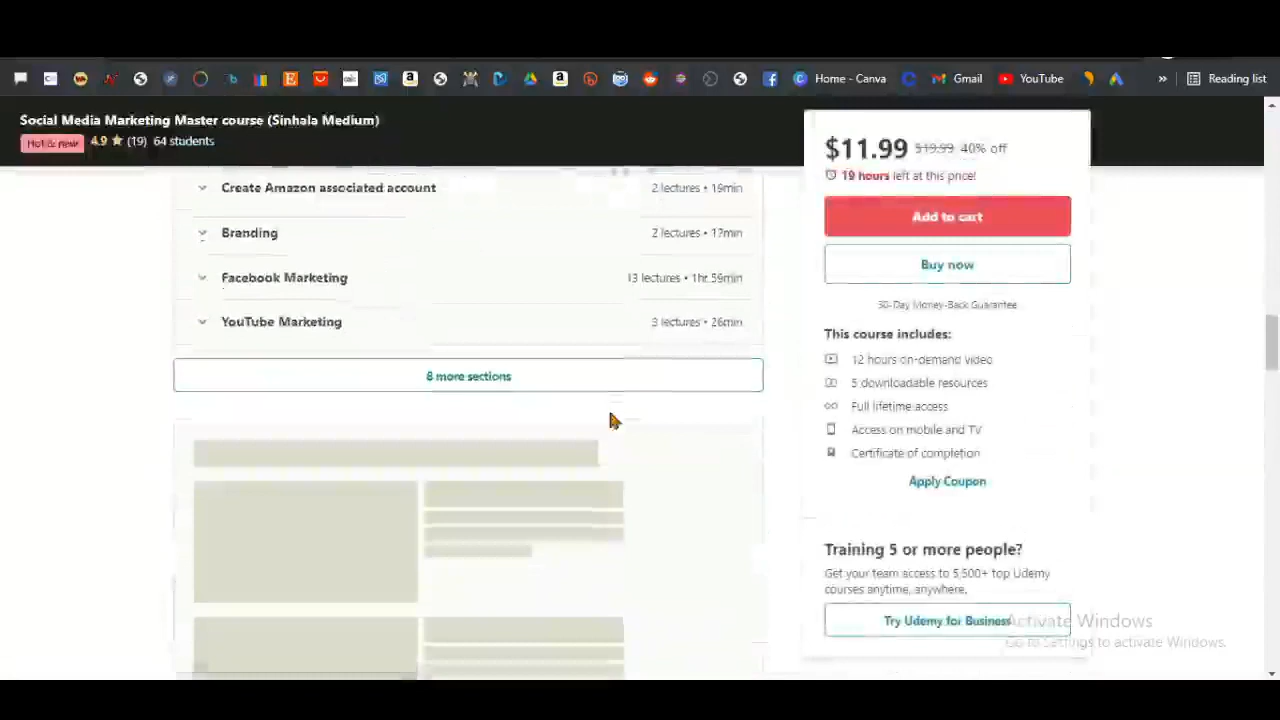 Home - Canva
Gmail
YouTube
»
Reading list
Social Media Marketing Master course (Sinhala Medium)
Hot & new 4.9 ★ (19) 64 students
Create Amazon associated account 2 lectures • 19min
Branding 2 lectures • 17min
Facebook Marketing 13 lectures • 1hr 59min
YouTube Marketing 3 lectures • 26min
8 more sections
$11.99 $19.99 40% off
19 hours left at this price!
Add to cart
Buy now
30-Day Money-Back Guarantee
This course includes:
12 hours on-demand video
5 downloadable resources
Full lifetime access
Access on mobile and TV
Certificate of completion
Apply Coupon
Training 5 or more people?
Get your team access to 5,500+ top Udemy
courses anytime, anywhere.
Try Udemy for Business
Activate Windows
Go to Settings to activate Windows.